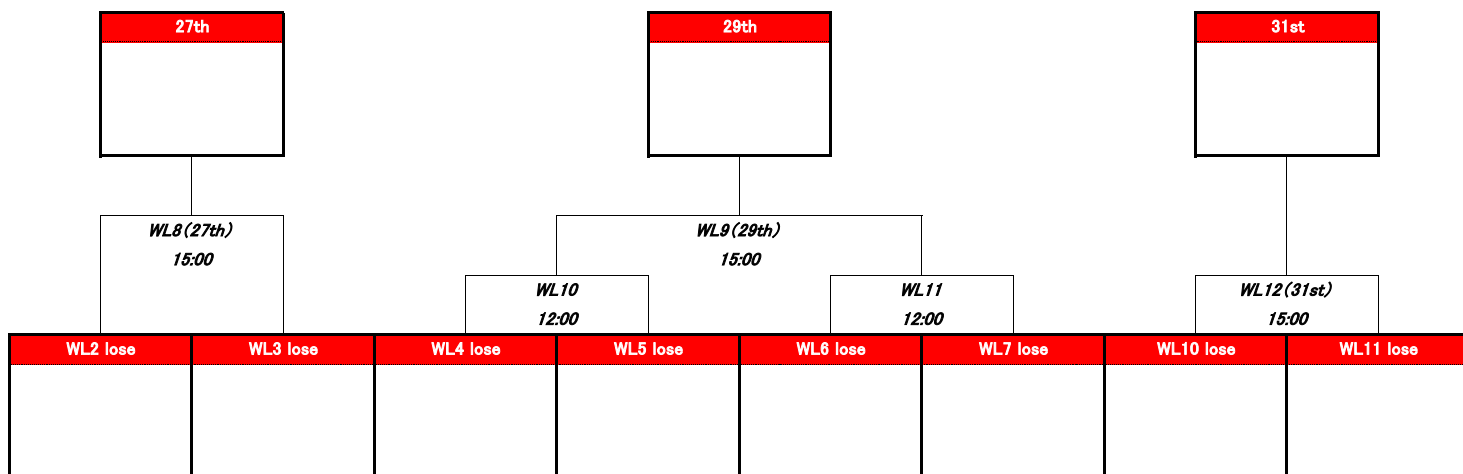 27th
29th
31st
WL8(27th)
15:00
WL9(29th)
15:00
WL10
12:00
WL11
12:00
WL12(31st)
15:00
WL2 lose
WL3 lose
WL4 lose
WL5 lose
WL6 lose
WL7 lose
WL10 lose
WL11 lose